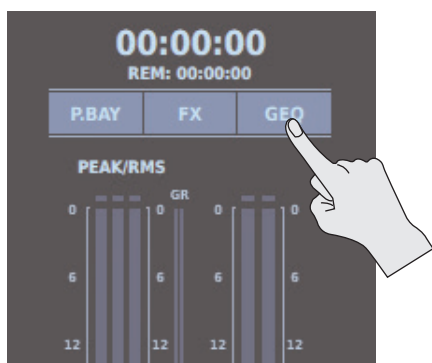 00:00:00
REM: 00:00:00
P.BAY FX GEQ
PEAK/RMS
GR
0 0 0 0
6 6 6 6
12 12 12 12